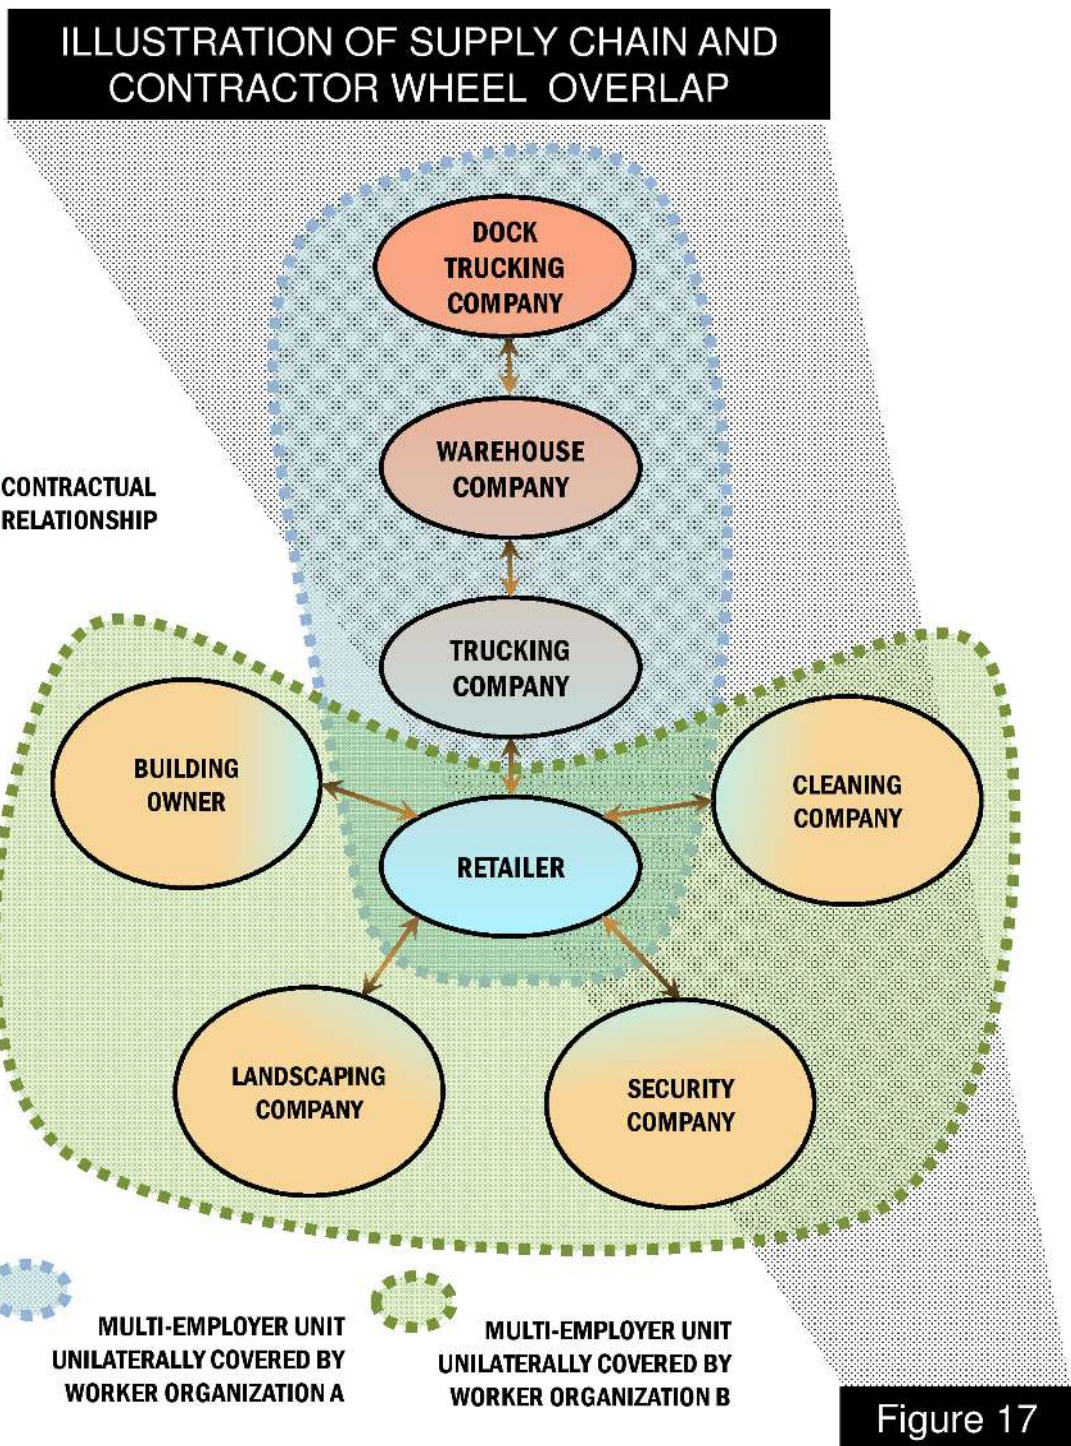 ILLUSTRATION OF SUPPLY CHAIN AND
CONTRACTOR WHEEL OVERLAP
DOCK
TRUCKING
COMPANY
WAREHOUSE
COMPANY
CONTRACTUAL
RELATIONSHIP
TRUCKING
COMPANY
BUILDING
OWNER
CLEANING
COMPANY
RETAILER
LANDSCAPING
COMPANY
SECURITY
COMPANY
MULTI-EMPLOYER UNIT
UNILATERALLY COVERED BY
WORKER ORGANIZATION A
MULTI-EMPLOYER UNIT
UNILATERALLY COVERED BY
WORKER ORGANIZATION B
Figure 17